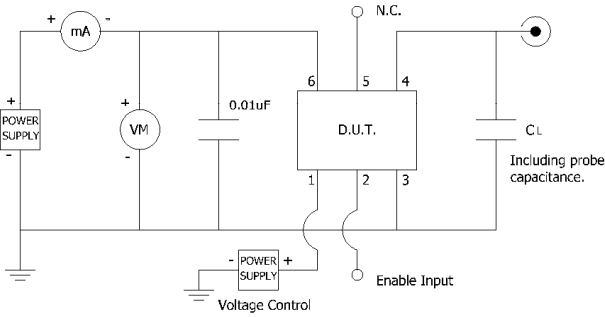 N.C.
+ mA -
6 5 4
+ POWER SUPPLY -
+ VM -
0.01uF
D.U.T.
CL
Including probe
capacitance.
1 2 3
- POWER SUPPLY +
Enable Input
Voltage Control